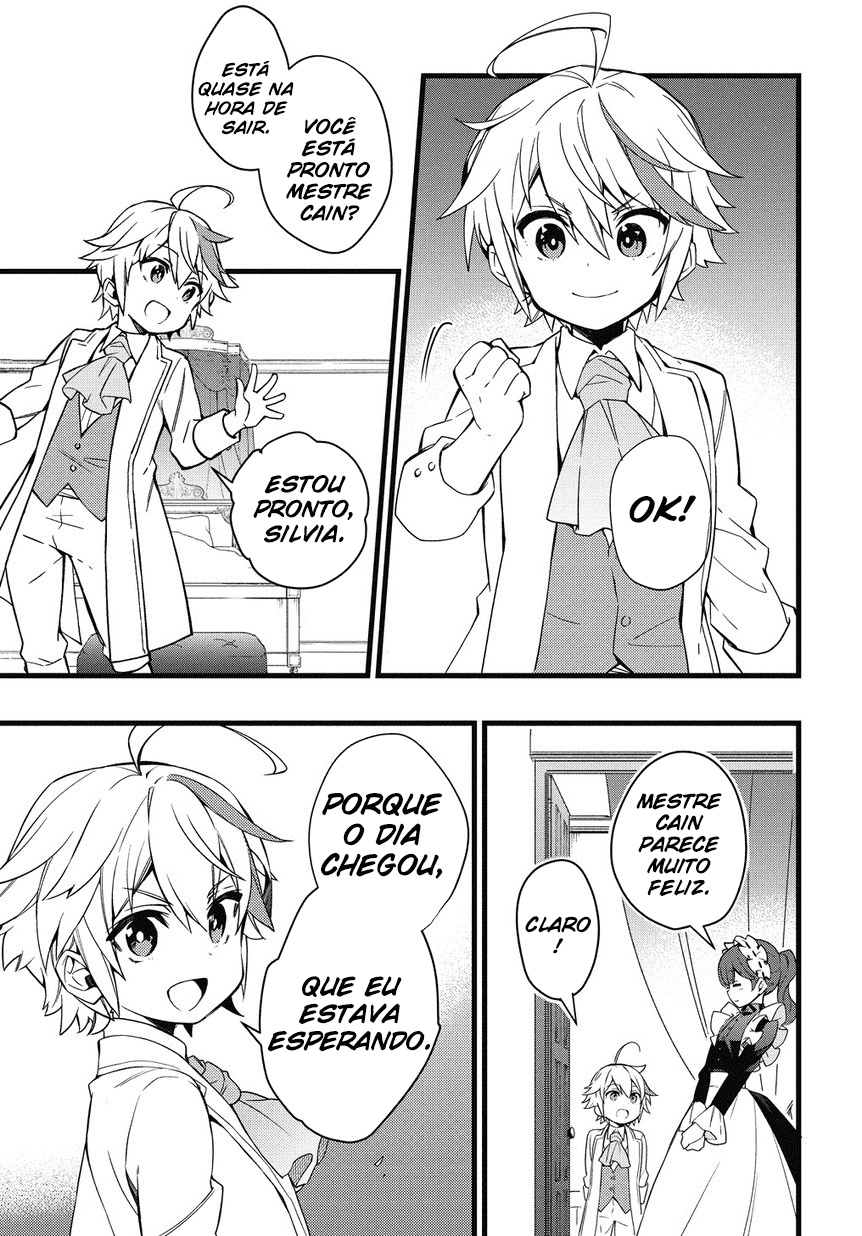 OK!
ESTÁ
QUASE NA
HORA DE
SAIR.
VOCÊ
ESTÁ
PRONTO
MESTRE
CAIN?
ESTOU
PRONTO,
SILVIA.
MESTRE
CAIN
PARECE
MUITO
FELIZ.
CLARO
!
PORQUE
O DIA
CHEGOU,
QUE EU
ESTAVA
ESPERANDO.